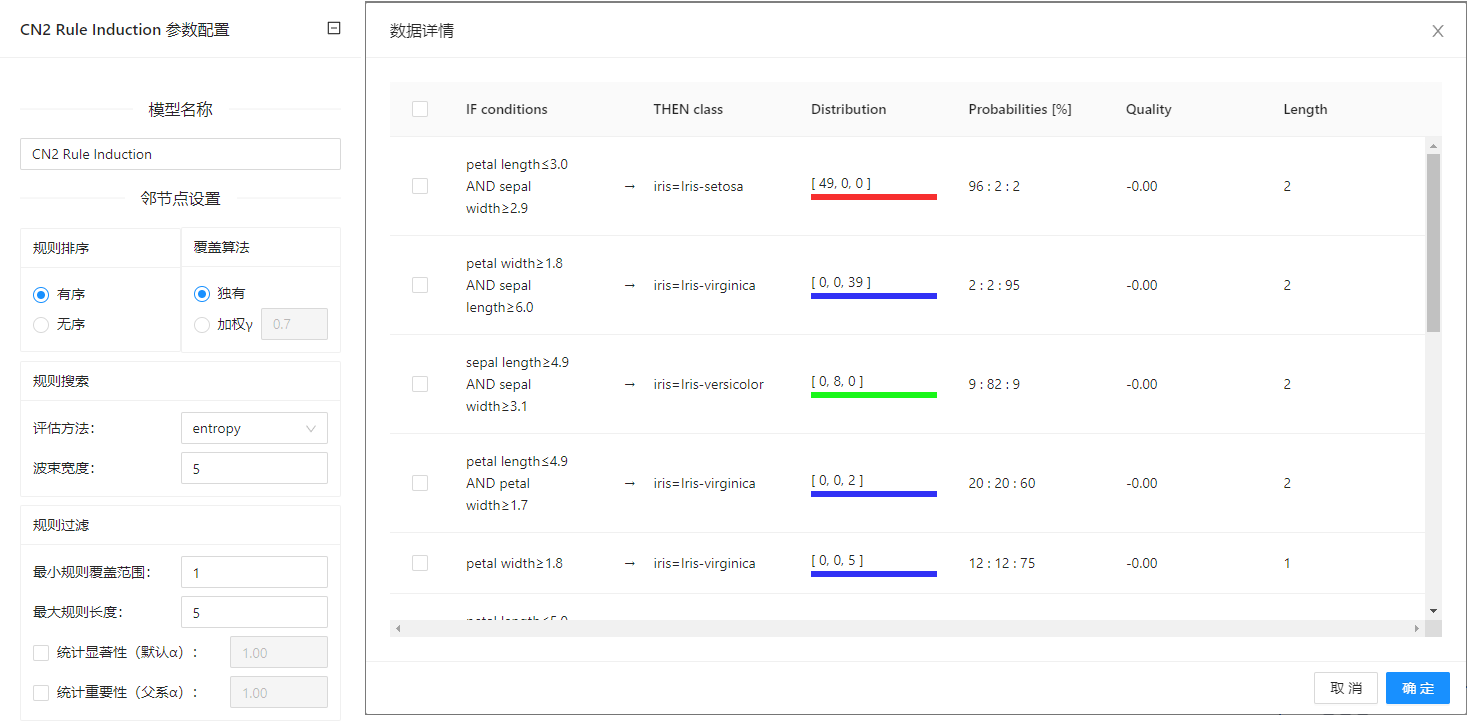 CN2 Rule Induction 参数配置
模型名称
CN2 Rule Induction
邻节点设置
规则排序
覆盖算法
有序
独有
无序
加权γ
0.7
规则搜索
评估方法:
entropy
波束宽度:
5
规则过滤
最小规则覆盖范围:
1
最大规则长度:
5
统计显著性（默认α）:
1.00
统计重要性（父系α）:
1.00
数据详情
IF conditions THEN class Distribution Probabilities [%] Quality Length
petal length≤3.0
AND sepal
width≥2.9
→ iris=Iris-setosa [ 49, 0, 0 ] 96 : 2 : 2 -0.00 2
petal width≥1.8
AND sepal
length≥6.0
→ iris=Iris-virginica [ 0, 0, 39 ] 2 : 2 : 95 -0.00 2
sepal length≥4.9
AND sepal
width≥3.1
→ iris=Iris-versicolor [ 0, 8, 0 ] 9 : 82 : 9 -0.00 2
petal length≤4.9
AND petal
width≥1.7
→ iris=Iris-virginica [ 0, 0, 2 ] 20 : 20 : 60 -0.00 2
petal width≥1.8 → iris=Iris-virginica [ 0, 0, 5 ] 12 : 12 : 75 -0.00 1
取 消
确 定